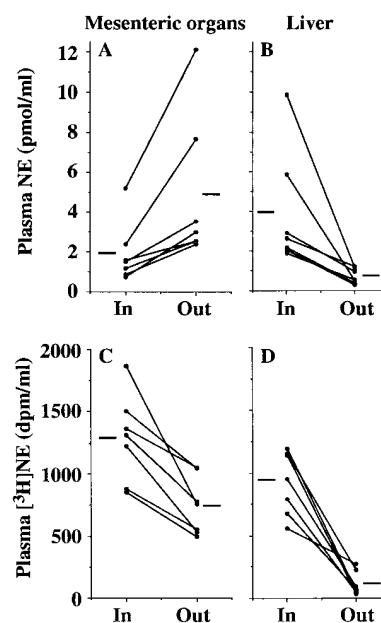 Mesenteric organs Liver
A B
Plasma NE (pmol/ml)
12
10
8
6
4
2
0
In Out In Out
C D
Plasma [³H]NE (dpm/ml)
2000
1500
1000
500
0
In Out In Out